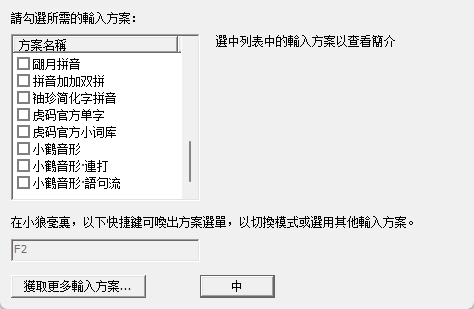 請勾選所需的輸入方案：
方案名稱
選中列表中的輸入方案以查看簡介
朙月拼音
拼音加加双拼
袖珍简化字拼音
虎码官方单字
虎码官方小词库
小鶴音形
小鶴音形·連打
小鶴音形·語句流
在小狼毫裏，以下快捷鍵可喚出方案選單，以切換模式或選用其他輸入方案。
F2
獲取更多輸入方案...
中